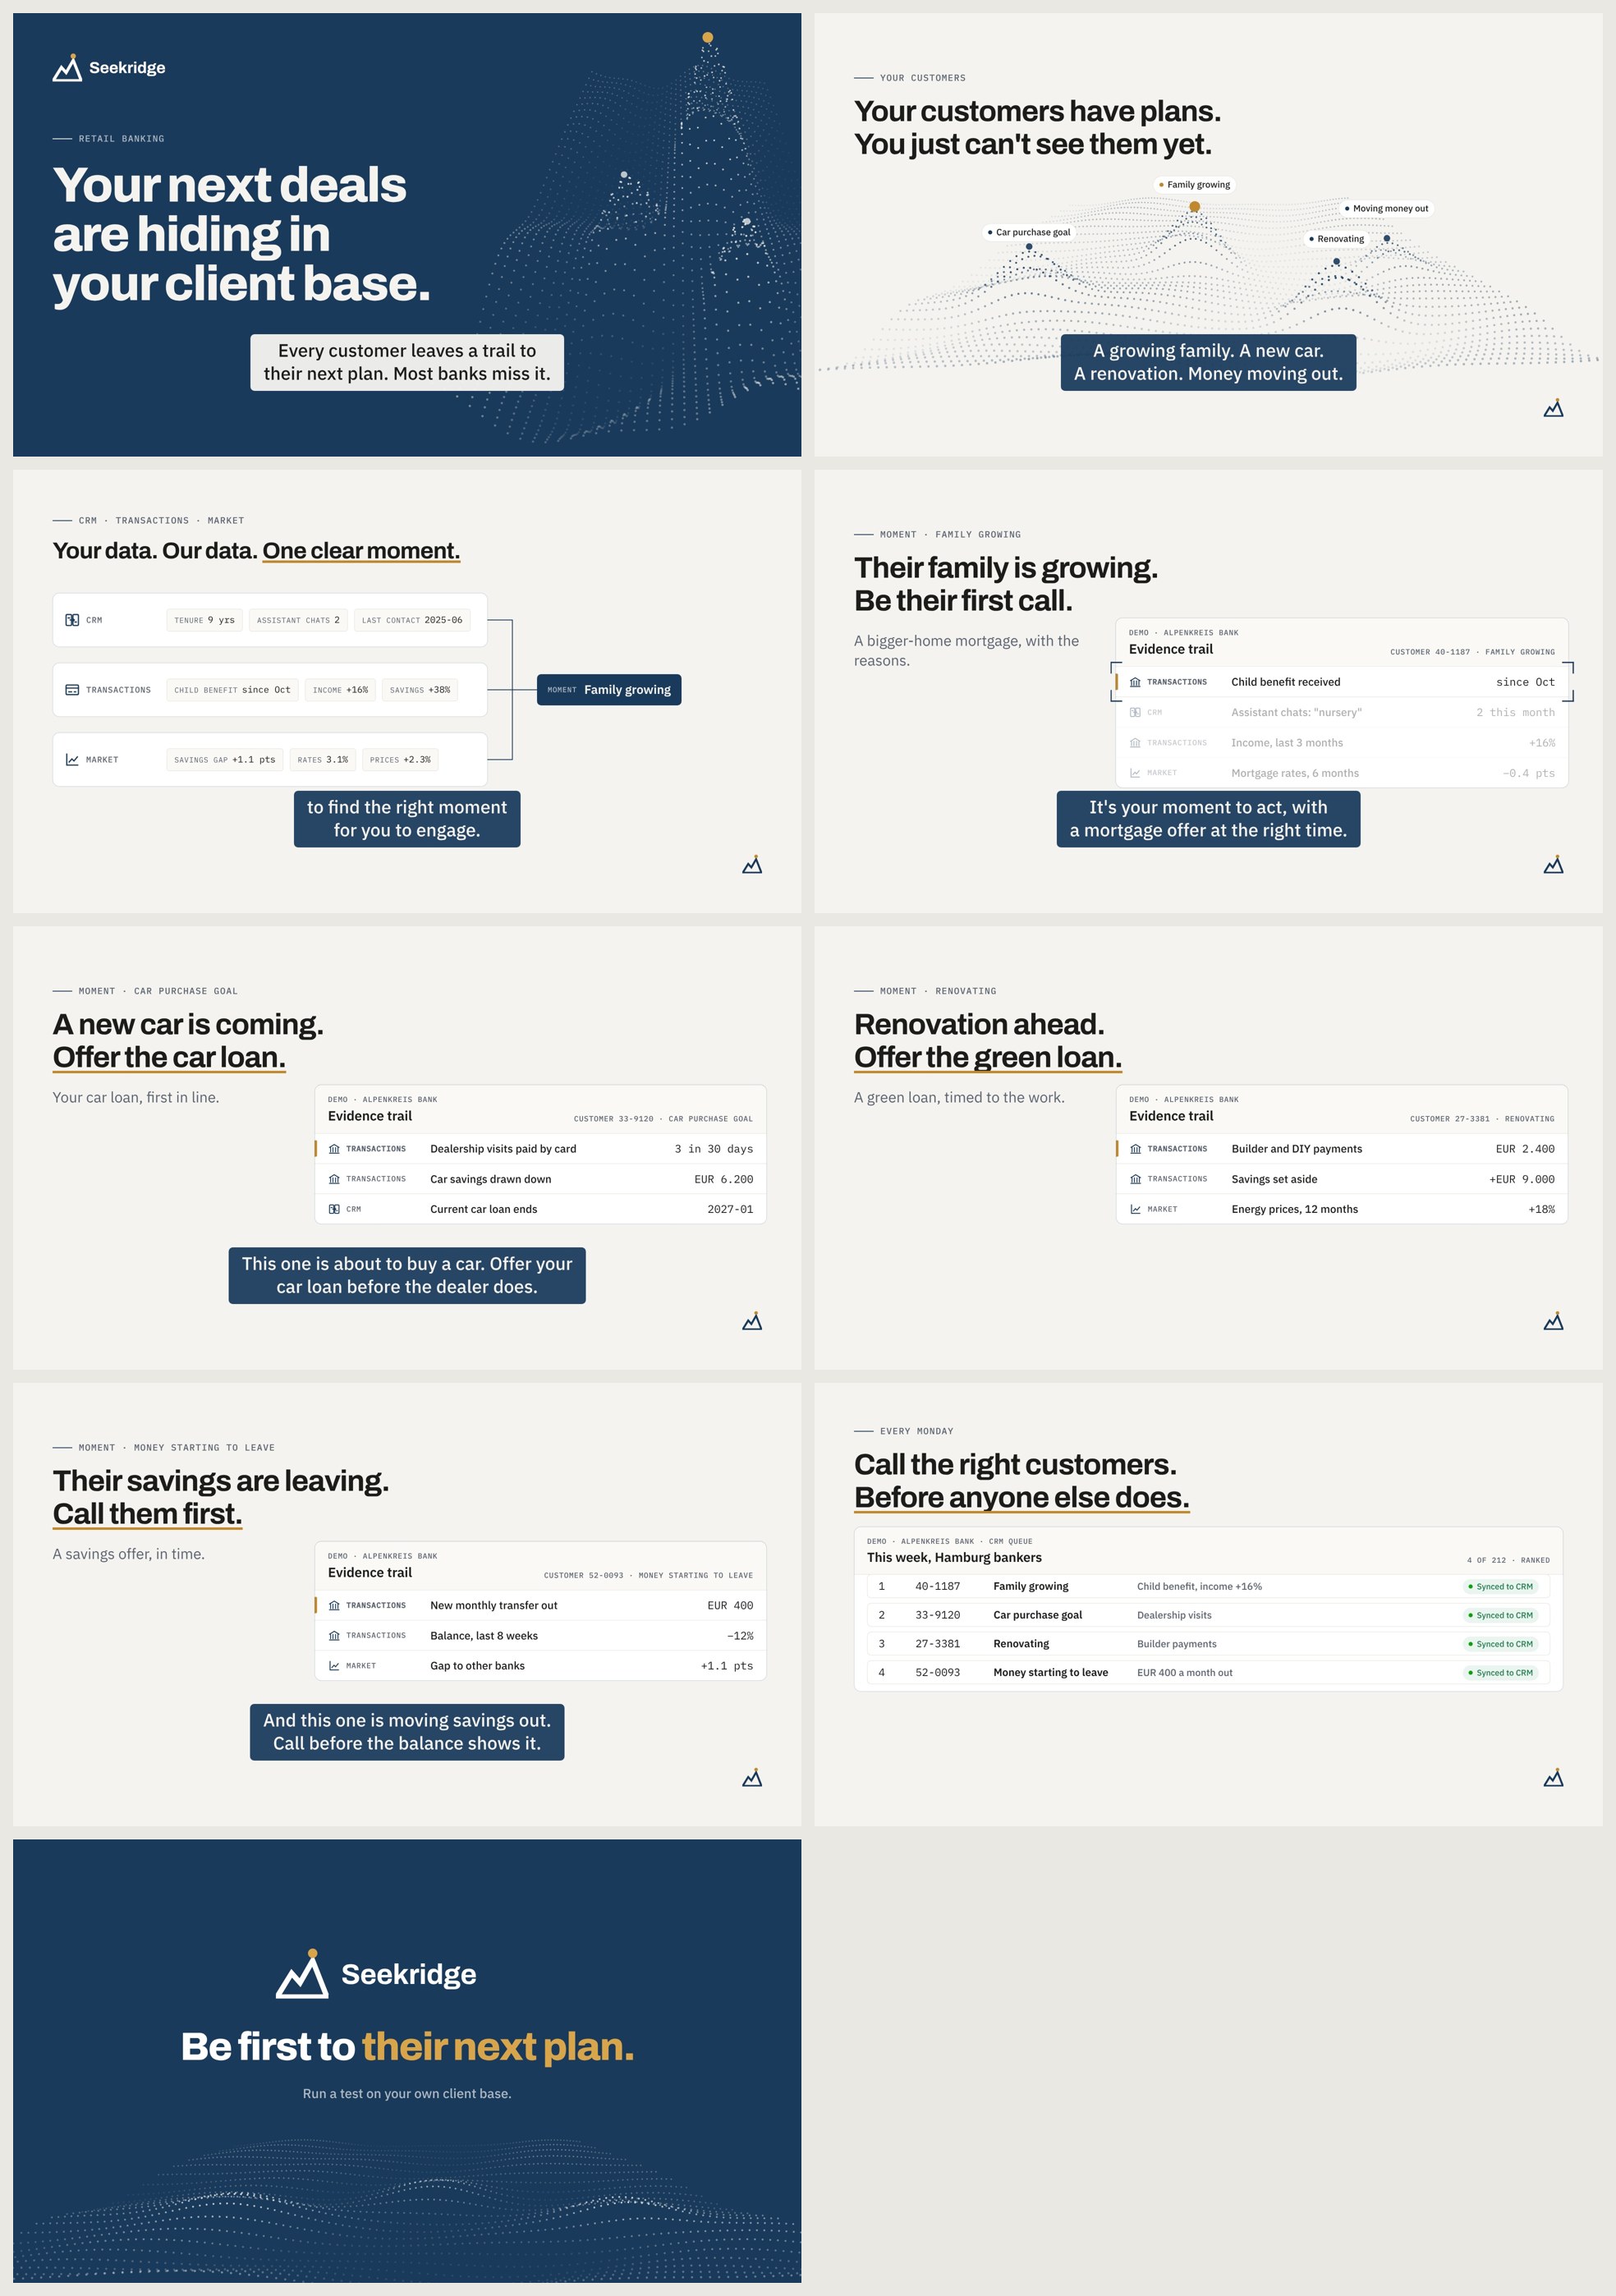 Seekridge
RETAIL BANKING
Your next deals
are hiding in
your client base.
Every customer leaves a trail to
their next plan. Most banks miss it.
YOUR CUSTOMERS
Your customers have plans.
You just can't see them yet.
Family growing
Moving money out
Car purchase goal
Renovating
A growing family. A new car.
A renovation. Money moving out.
CRM · TRANSACTIONS · MARKET
Your data. Our data. One clear moment.
CRM TENURE 9 yrs ASSISTANT CHATS 2 LAST CONTACT 2025-06
TRANSACTIONS CHILD BENEFIT since Oct INCOME +16% SAVINGS +38%
MOMENT Family growing
MARKET SAVINGS GAP +1.1 pts RATES 3.1% PRICES +2.3%
to find the right moment
for you to engage.
MOMENT · FAMILY GROWING
Their family is growing.
Be their first call.
A bigger-home mortgage, with the
reasons.
DEMO · ALPENKREIS BANK
Evidence trail CUSTOMER 40-1187 · FAMILY GROWING
TRANSACTIONS Child benefit received since Oct
CRM Assistant chats: "nursery" 2 this month
TRANSACTIONS Income, last 3 months +16%
MARKET Mortgage rates, 6 months −0.4 pts
It's your moment to act, with
a mortgage offer at the right time.
MOMENT · CAR PURCHASE GOAL
A new car is coming.
Offer the car loan.
Your car loan, first in line.
DEMO · ALPENKREIS BANK
Evidence trail CUSTOMER 33-9120 · CAR PURCHASE GOAL
TRANSACTIONS Dealership visits paid by card 3 in 30 days
TRANSACTIONS Car savings drawn down EUR 6.200
CRM Current car loan ends 2027-01
This one is about to buy a car. Offer your
car loan before the dealer does.
MOMENT · RENOVATING
Renovation ahead.
Offer the green loan.
A green loan, timed to the work.
DEMO · ALPENKREIS BANK
Evidence trail CUSTOMER 27-3381 · RENOVATING
TRANSACTIONS Builder and DIY payments EUR 2.400
TRANSACTIONS Savings set aside +EUR 9.000
MARKET Energy prices, 12 months +18%
MOMENT · MONEY STARTING TO LEAVE
Their savings are leaving.
Call them first.
A savings offer, in time.
DEMO · ALPENKREIS BANK
Evidence trail CUSTOMER 52-0093 · MONEY STARTING TO LEAVE
TRANSACTIONS New monthly transfer out EUR 400
TRANSACTIONS Balance, last 8 weeks −12%
MARKET Gap to other banks +1.1 pts
And this one is moving savings out.
Call before the balance shows it.
EVERY MONDAY
Call the right customers.
Before anyone else does.
DEMO · ALPENKREIS BANK · CRM QUEUE
This week, Hamburg bankers 4 OF 212 · RANKED
1 40-1187 Family growing Child benefit, income +16% Synced to CRM
2 33-9120 Car purchase goal Dealership visits Synced to CRM
3 27-3381 Renovating Builder payments Synced to CRM
4 52-0093 Money starting to leave EUR 400 a month out Synced to CRM
Seekridge
Be first to their next plan.
Run a test on your own client base.